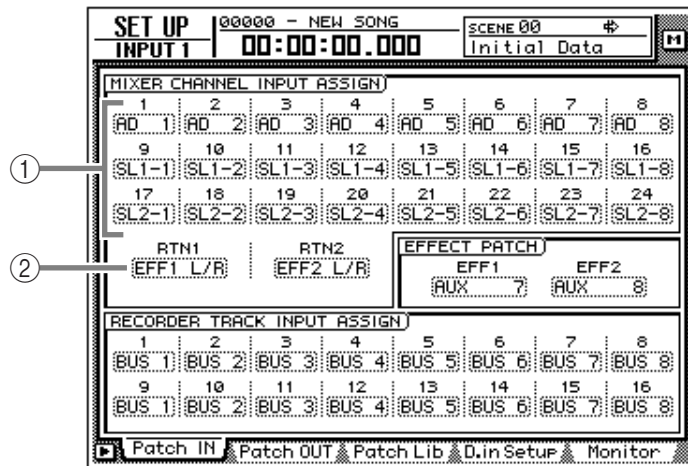 SET UP
INPUT 1
00000 - NEW SONG
00:00:00.000
SCENE 00
Initial Data
M
MIXER CHANNEL INPUT ASSIGN
1 2 3 4 5 6 7 8
AD 1 AD 2 AD 3 AD 4 AD 5 AD 6 AD 7 AD 8
① 9 10 11 12 13 14 15 16
SL1-1 SL1-2 SL1-3 SL1-4 SL1-5 SL1-6 SL1-7 SL1-8
17 18 19 20 21 22 23 24
SL2-1 SL2-2 SL2-3 SL2-4 SL2-5 SL2-6 SL2-7 SL2-8
RTN1 RTN2
② EFF1 L/R EFF2 L/R
EFFECT PATCH
EFF1 EFF2
AUX 7 AUX 8
RECORDER TRACK INPUT ASSIGN
1 2 3 4 5 6 7 8
BUS 1 BUS 2 BUS 3 BUS 4 BUS 5 BUS 6 BUS 7 BUS 8
9 10 11 12 13 14 15 16
BUS 1 BUS 2 BUS 3 BUS 4 BUS 5 BUS 6 BUS 7 BUS 8
Patch IN Patch OUT Patch Lib D.in Setup Monitor